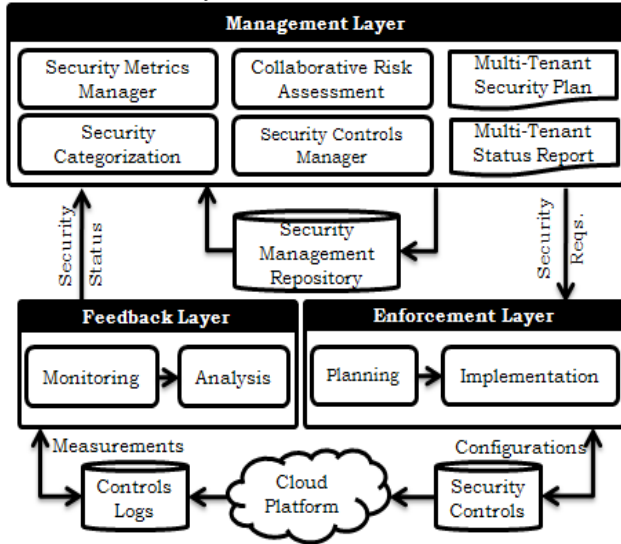 Management Layer
Security Metrics
Manager
Collaborative Risk
Assessment
Multi-Tenant
Security Plan
Security
Categorization
Security Controls
Manager
Multi-Tenant
Status Report
Security
Status
Security
Management
Repository
Security
Reqs.
Feedback Layer
Monitoring
Analysis
Enforcement Layer
Planning
Implementation
Measurements
Configurations
Controls
Logs
Cloud
Platform
Security
Controls